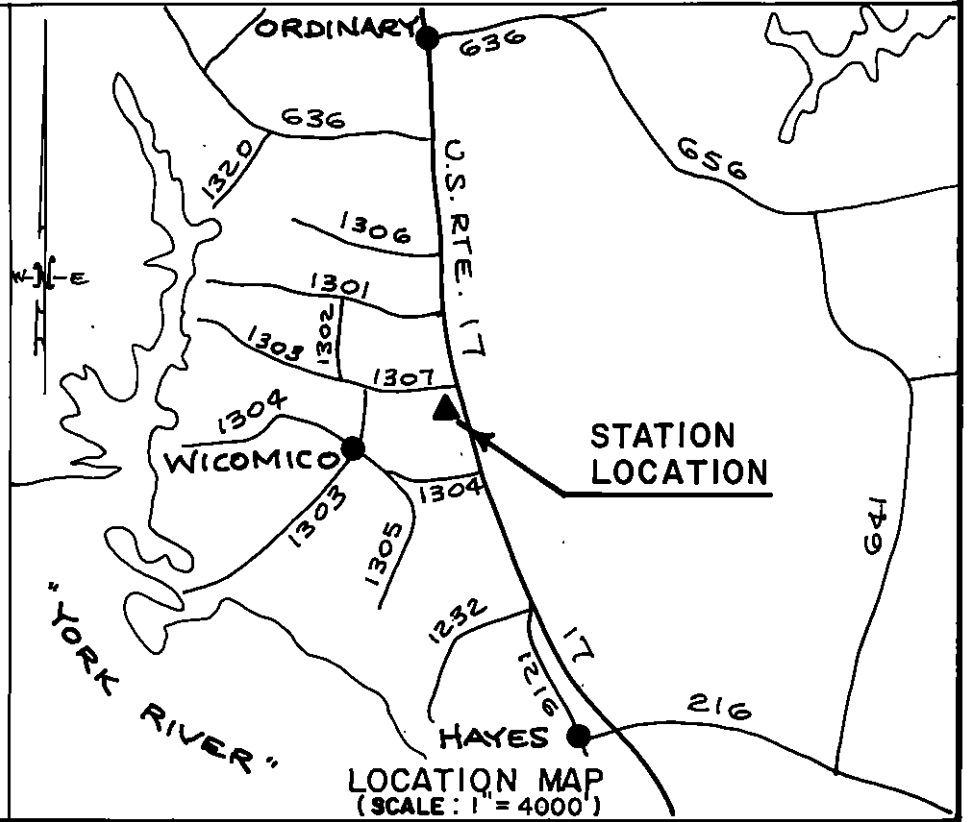 ORDINARY
636
636
1320
656
U.S. RTE. 17
1306
W N E
1301
1302
1303
1307
1304
STATION
LOCATION
WICOMICO
1304
1303
1305
641
"YORK
RIVER"
1232
17
1216
216
HAYES
LOCATION MAP
(SCALE: 1" = 4000')